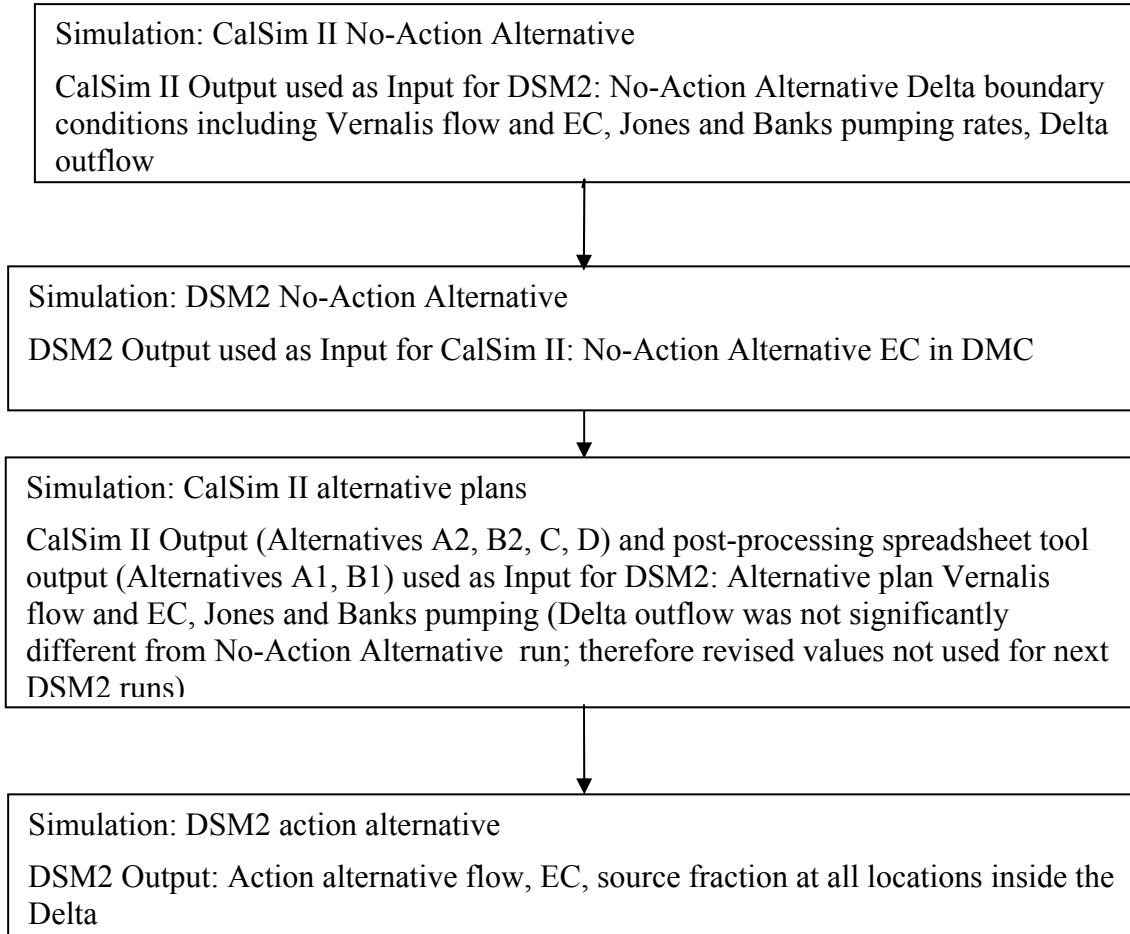 Simulation: CalSim II No-Action Alternative
CalSim II Output used as Input for DSM2: No-Action Alternative Delta boundary
conditions including Vernalis flow and EC, Jones and Banks pumping rates, Delta
outflow
Simulation: DSM2 No-Action Alternative
DSM2 Output used as Input for CalSim II: No-Action Alternative EC in DMC
Simulation: CalSim II alternative plans
CalSim II Output (Alternatives A2, B2, C, D) and post-processing spreadsheet tool
output (Alternatives A1, B1) used as Input for DSM2: Alternative plan Vernalis
flow and EC, Jones and Banks pumping (Delta outflow was not significantly
different from No-Action Alternative run; therefore revised values not used for next
DSM2 runs)
Simulation: DSM2 action alternative
DSM2 Output: Action alternative flow, EC, source fraction at all locations inside the
Delta